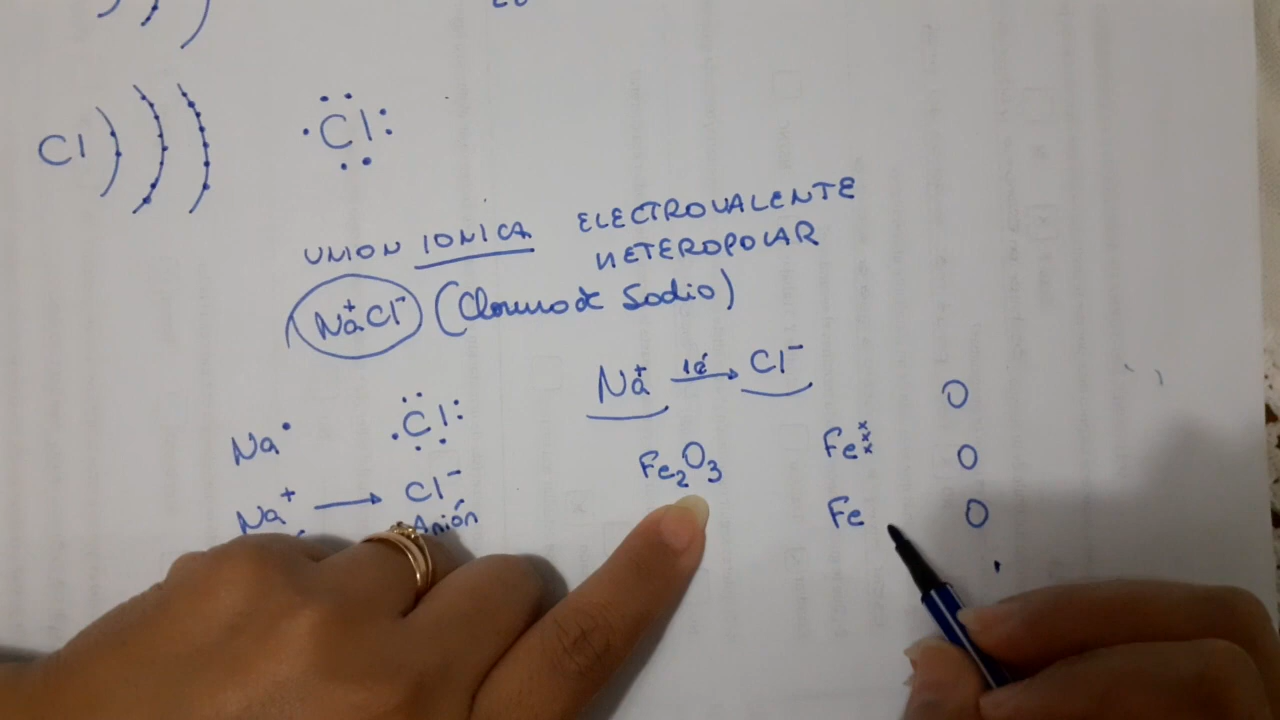 Cl
Cl
UNION IONICA ELECTROVALENTE
HETEROPOLAR
Na⁺Cl⁻ (Cloruro de Sodio)
Na⁺ 1é → Cl⁻
Na Cl
Na⁺ → Cl⁻
Anión
Fe₂O₃
Fe O
Fe O
O